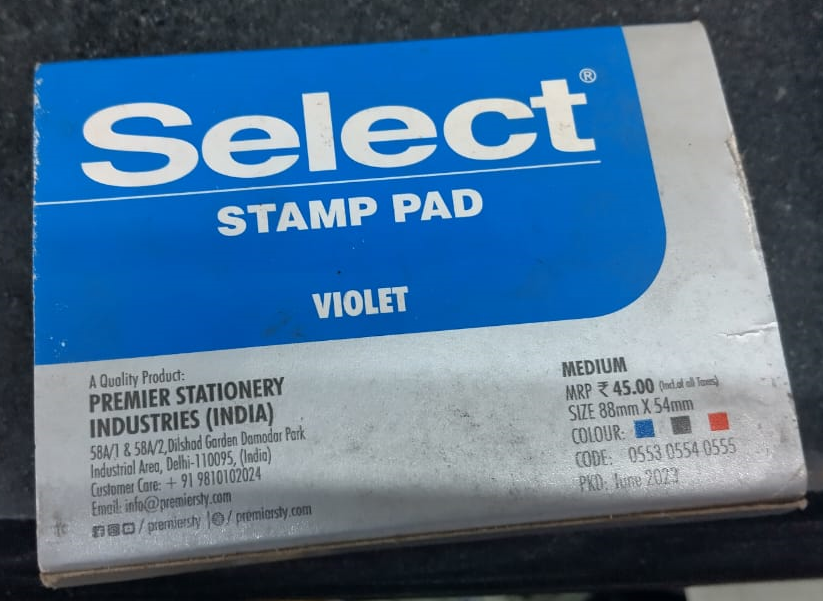 Select®
STAMP PAD
VIOLET
A Quality Product:
PREMIER STATIONERY
INDUSTRIES (INDIA)
58A/1 & 58A/2,Dilshad Garden Damodar Park
Industrial Area, Delhi-110095, (India)
Customer Care: + 91 9810102024
Email: info@premiersty.com
/ premiersty | / premiersty.com
MEDIUM
MRP ₹ 45.00 (Incl.of all Taxes)
SIZE 88mm X 54mm
COLOUR:
CODE: 0553 0554 0555
PKD: June 2023